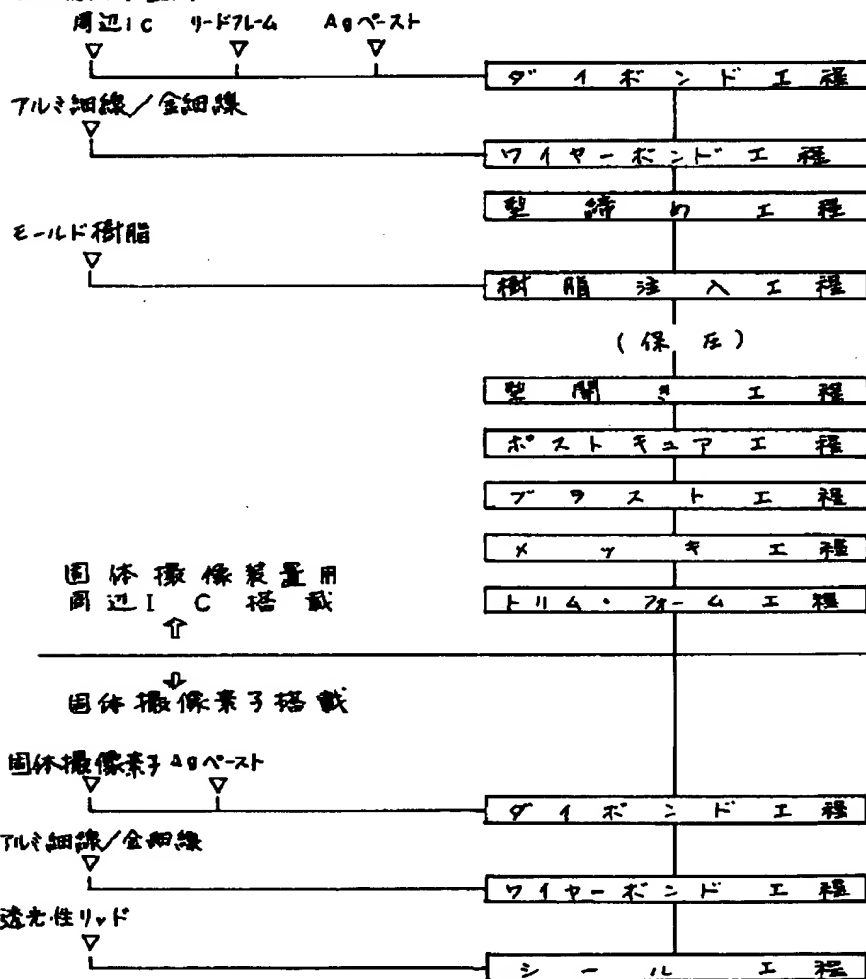 周辺IC リードフレーム Agペースト
ダイボンド工程
アルミ細線/金細線
ワイヤーボンド工程
型締め工程
モールド樹脂
樹脂注入工程
(保圧)
型開き工程
ポストキュア工程
ブラスト工程
メッキ工程
固体撮像装置用
周辺IC搭載
トリム・フォーム工程
固体撮像素子搭載
固体撮像素子 Agペースト
ダイボンド工程
アルミ細線/金細線
ワイヤーボンド工程
透光性リッド
シール工程